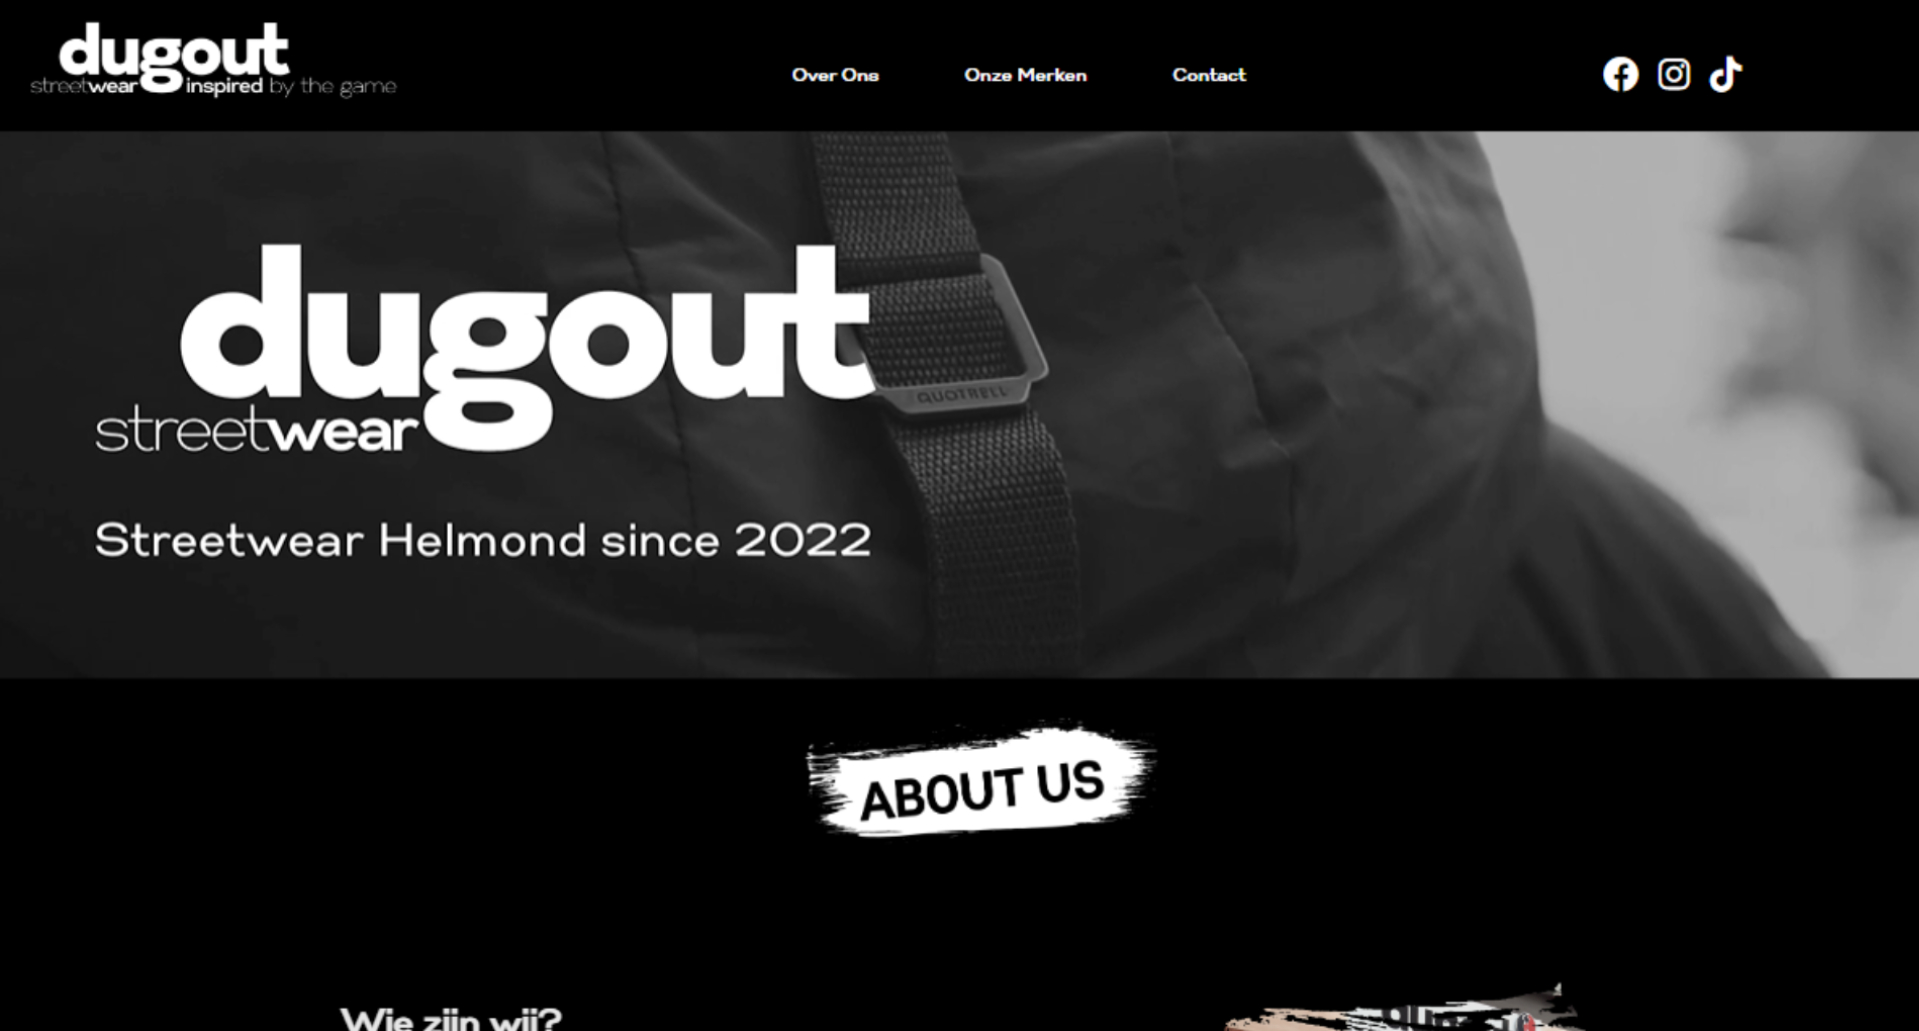 dugout
streetwear inspired by the game
Over Ons
Onze Merken
Contact
dugout
streetwear
QUOTRELL
Streetwear Helmond since 2022
ABOUT US
Wie zijn wij?